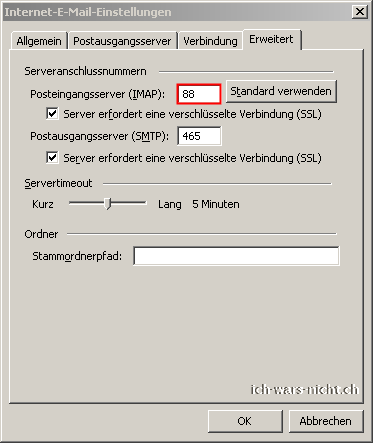 Internet-E-Mail-Einstellungen
Allgemein Postausgangsserver Verbindung Erweitert
Serveranschlussnummern
Posteingangsserver (IMAP): 88 Standard verwenden
Server erfordert eine verschlüsselte Verbindung (SSL)
Postausgangsserver (SMTP): 465
Server erfordert eine verschlüsselte Verbindung (SSL)
Servertimeout
Kurz Lang 5 Minuten
Ordner
Stammordnerpfad:
ich-wars-nicht.ch
OK Abbrechen